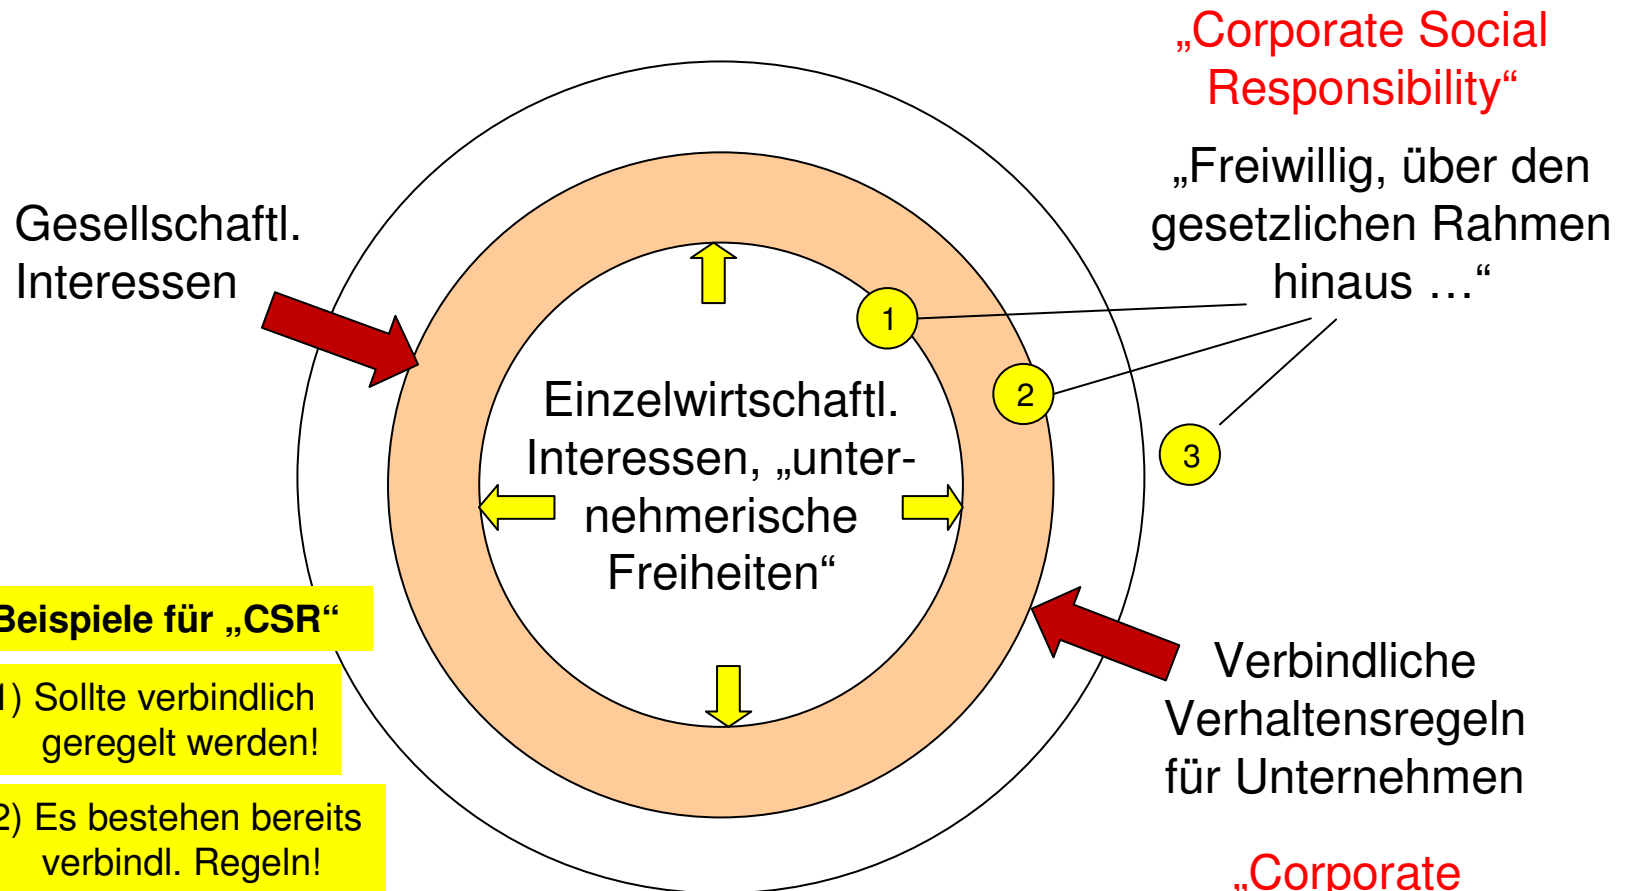 „Corporate Social
Responsibility“
„Freiwillig, über den
gesetzlichen Rahmen
hinaus …“
Gesellschaftl.
Interessen
1
2
3
Einzelwirtschaftl.
Interessen, „unter-
nehmerische
Freiheiten“
Beispiele für „CSR“
1) Sollte verbindlich
geregelt werden!
2) Es bestehen bereits
verbindl. Regeln!
Verbindliche
Verhaltensregeln
für Unternehmen
„Corporate